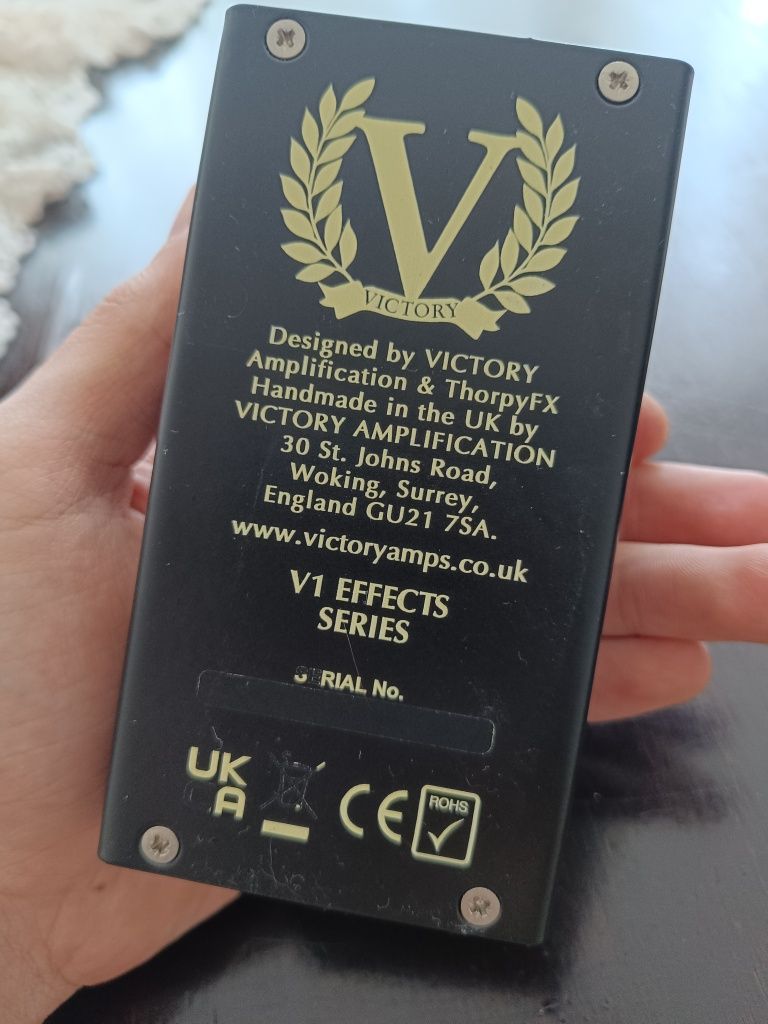 V
VICTORY
Designed by VICTORY
Amplification & ThorpyFX
Handmade in the UK by
VICTORY AMPLIFICATION
30 St. Johns Road,
Woking, Surrey,
England GU21 7SA.
www.victoryamps.co.uk
V1 EFFECTS
SERIES
SERIAL No.
UK
CA
CE
ROHS